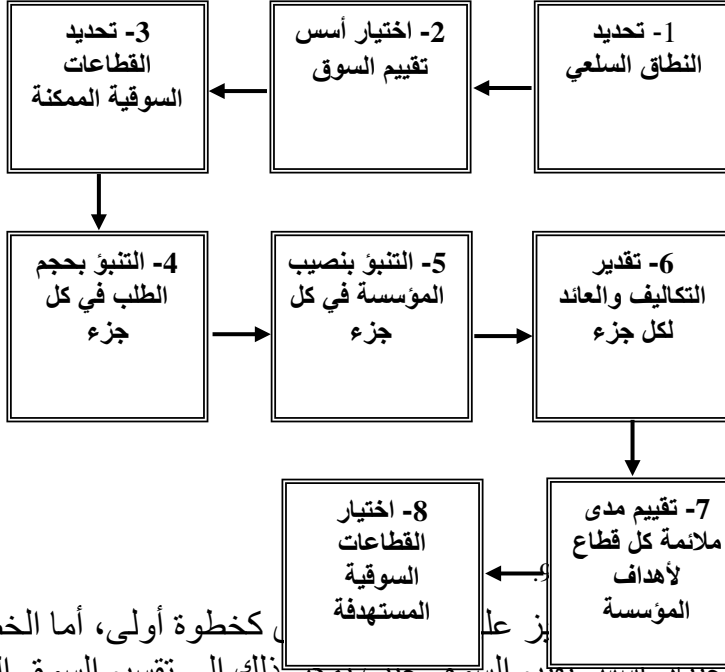 1- تحديد
النطاق السلعي
2- اختيار أسس
تقييم السوق
3- تحديد
القطاعات
السوقية الممكنة
4- التنبؤ بحجم
الطلب في كل
جزء
5- التنبؤ بنصيب
المؤسسة في كل
جزء
6- تقدير
التكاليف والعائد
لكل جزء
7- تقييم مدى
ملائمة كل قطاع
لأهداف
المؤسسة
8- اختيار
القطاعات
السوقية
المستهدفة
كخطوة أولى، أما
السوق